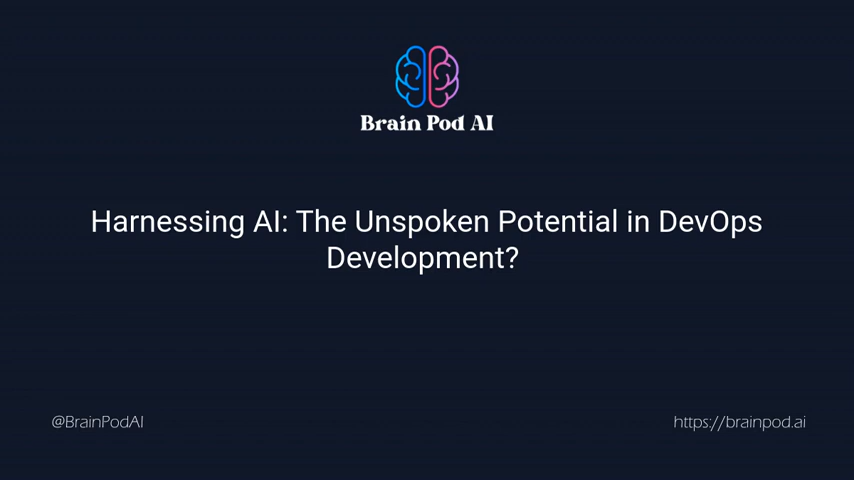 Brain Pod AI
Harnessing AI: The Unspoken Potential in DevOps
Development?
@BrainPodAI
https://brainpod.ai